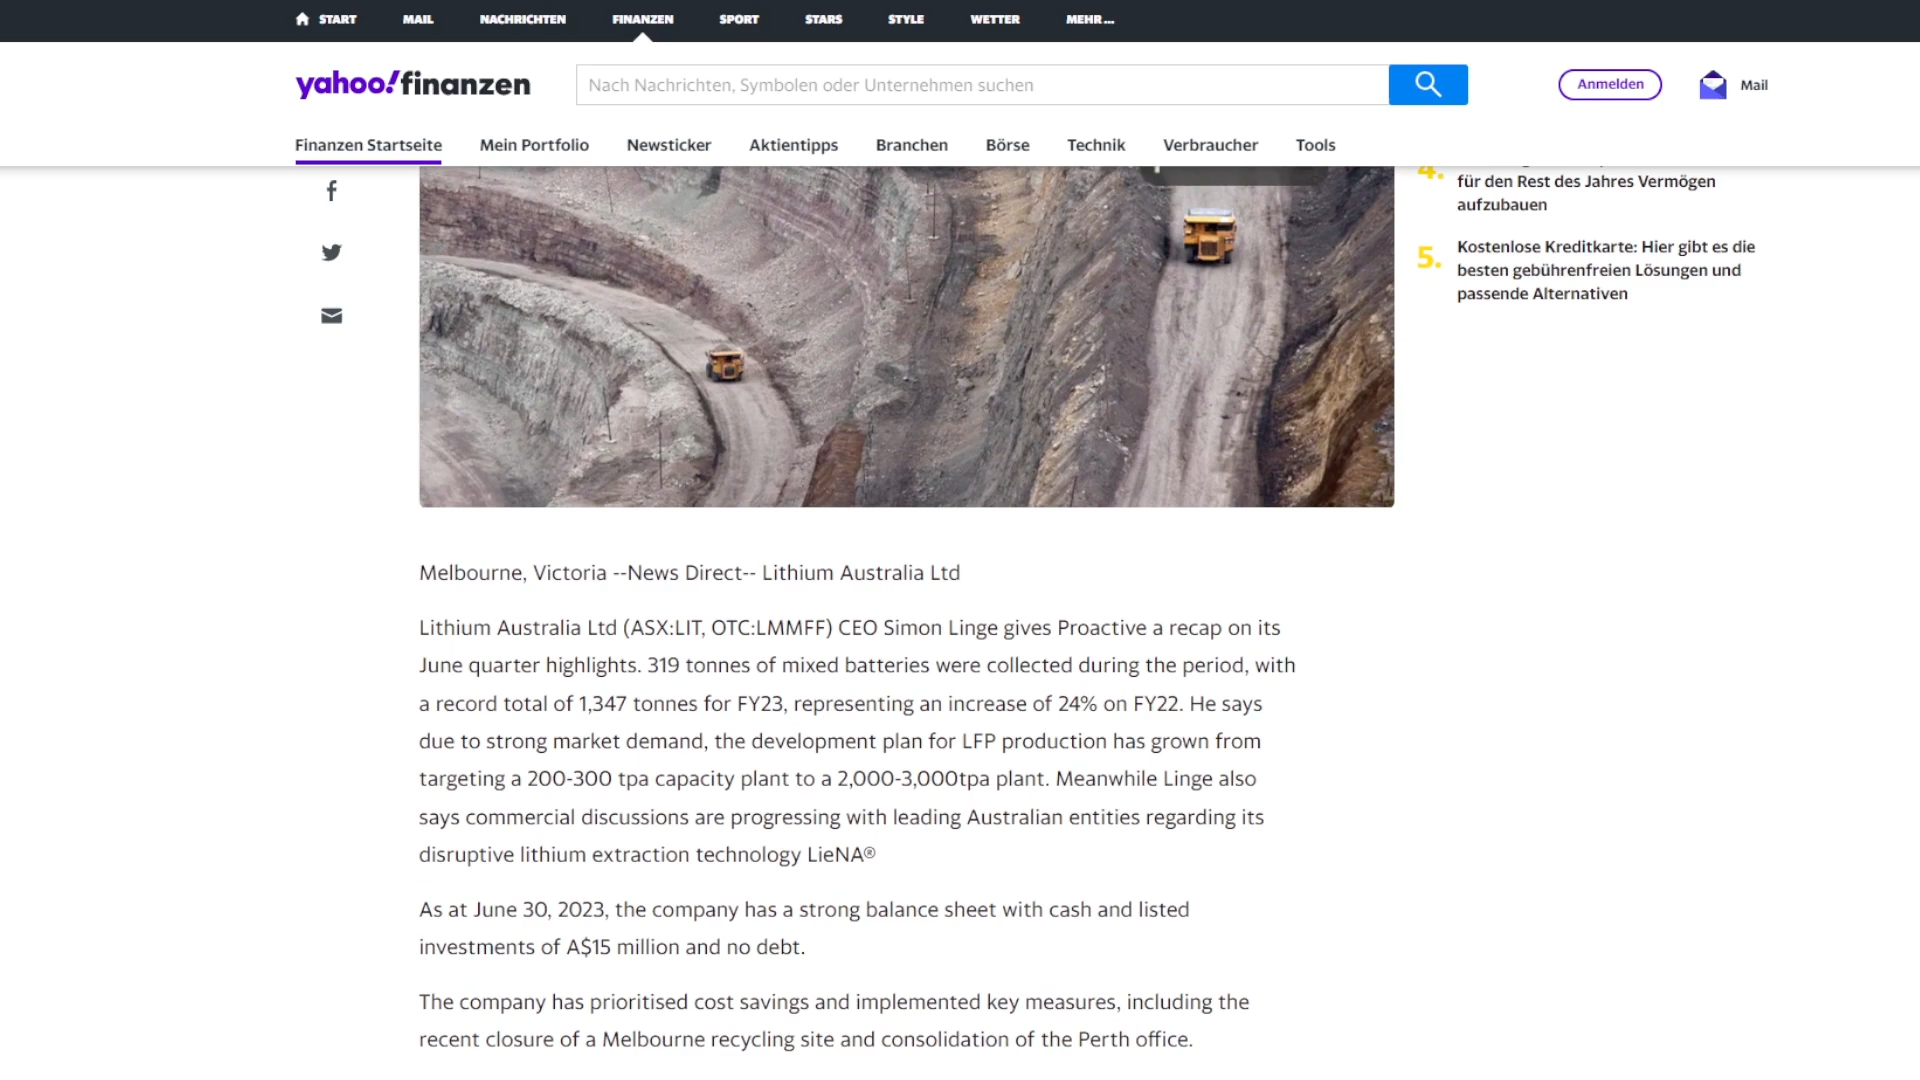 START MAIL NACHRICHTEN FINANZEN SPORT STARS STYLE WETTER MEHR...
yahoo!finanzen
Nach Nachrichten, Symbolen oder Unternehmen suchen
Anmelden
Mail
Finanzen Startseite Mein Portfolio Newsticker Aktientipps Branchen Börse Technik Verbraucher Tools
4.
für den Rest des Jahres Vermögen
aufzubauen
5. Kostenlose Kreditkarte: Hier gibt es die
besten gebührenfreien Lösungen und
passende Alternativen
Melbourne, Victoria --News Direct-- Lithium Australia Ltd
Lithium Australia Ltd (ASX:LIT, OTC:LMMFF) CEO Simon Linge gives Proactive a recap on its
June quarter highlights. 319 tonnes of mixed batteries were collected during the period, with
a record total of 1,347 tonnes for FY23, representing an increase of 24% on FY22. He says
due to strong market demand, the development plan for LFP production has grown from
targeting a 200-300 tpa capacity plant to a 2,000-3,000tpa plant. Meanwhile Linge also
says commercial discussions are progressing with leading Australian entities regarding its
disruptive lithium extraction technology LieNA®
As at June 30, 2023, the company has a strong balance sheet with cash and listed
investments of A$15 million and no debt.
The company has prioritised cost savings and implemented key measures, including the
recent closure of a Melbourne recycling site and consolidation of the Perth office.